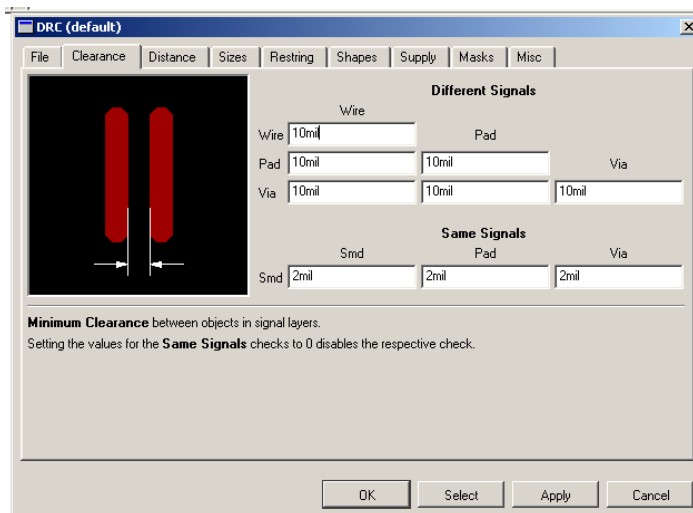 DRC (default)
File Clearance Distance Sizes Restring Shapes Supply Masks Misc
Different Signals
Wire
Wire 10mil Pad
Pad 10mil 10mil Via
Via 10mil 10mil 10mil
Same Signals
Smd Pad Via
Smd 2mil 2mil 2mil
Minimum Clearance between objects in signal layers.
Setting the values for the Same Signals checks to 0 disables the respective check.
OK Select Apply Cancel